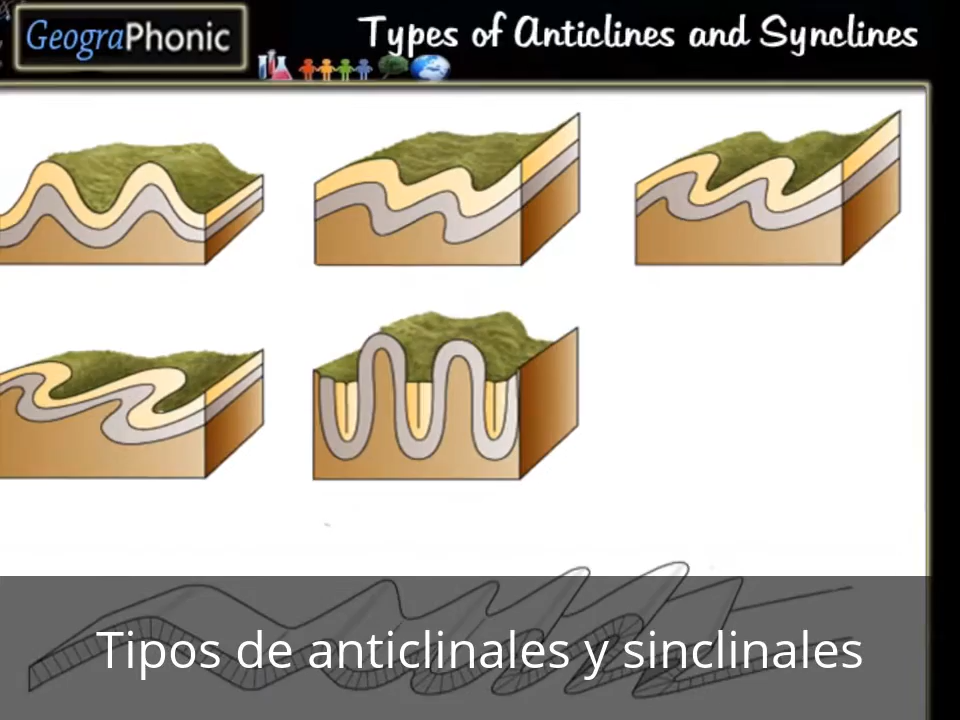 GeograPhonic
Types of Anticlines and Synclines
Tipos de anticlinales y sinclinales